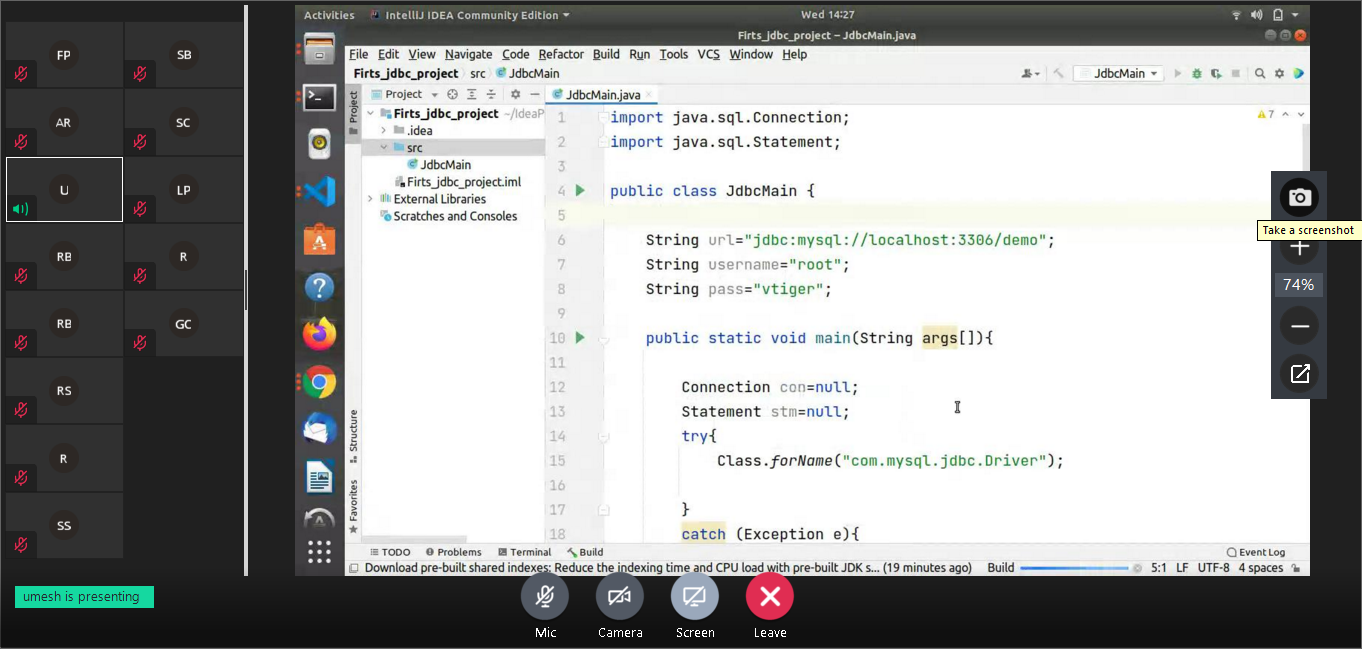 Activities IntelliJ IDEA Community Edition Wed 14:27
Firts_jdbc_project – JdbcMain.java
File Edit View Navigate Code Refactor Build Run Tools VCS Window Help
Firts_jdbc_project src JdbcMain JdbcMain
Project JdbcMain.java
Project
Firts_jdbc_project ~/IdeaP
.idea
src
JdbcMain
Firts_jdbc_project.iml
External Libraries
Scratches and Consoles
Structure
Favorites
7
1 import java.sql.Connection;
2 import java.sql.Statement;
3
4 public class JdbcMain {
5
6 String url="jdbc:mysql://localhost:3306/demo";
7 String username="root";
8 String pass="vtiger";
9
10 public static void main(String args[]){
11
12 Connection con=null;
13 Statement stm=null;
14 try{
15 Class.forName("com.mysql.jdbc.Driver");
16
17 }
18 catch (Exception e){
TODO Problems Terminal Build Event Log
Download pre-built shared indexes: Reduce the indexing time and CPU load with pre-built JDK s... (19 minutes ago) Build 5:1 LF UTF-8 4 spaces
FP SB
AR SC
U LP
RB R
RB GC
RS
R
SS
Take a screenshot
74%
umesh is presenting
Mic Camera Screen Leave